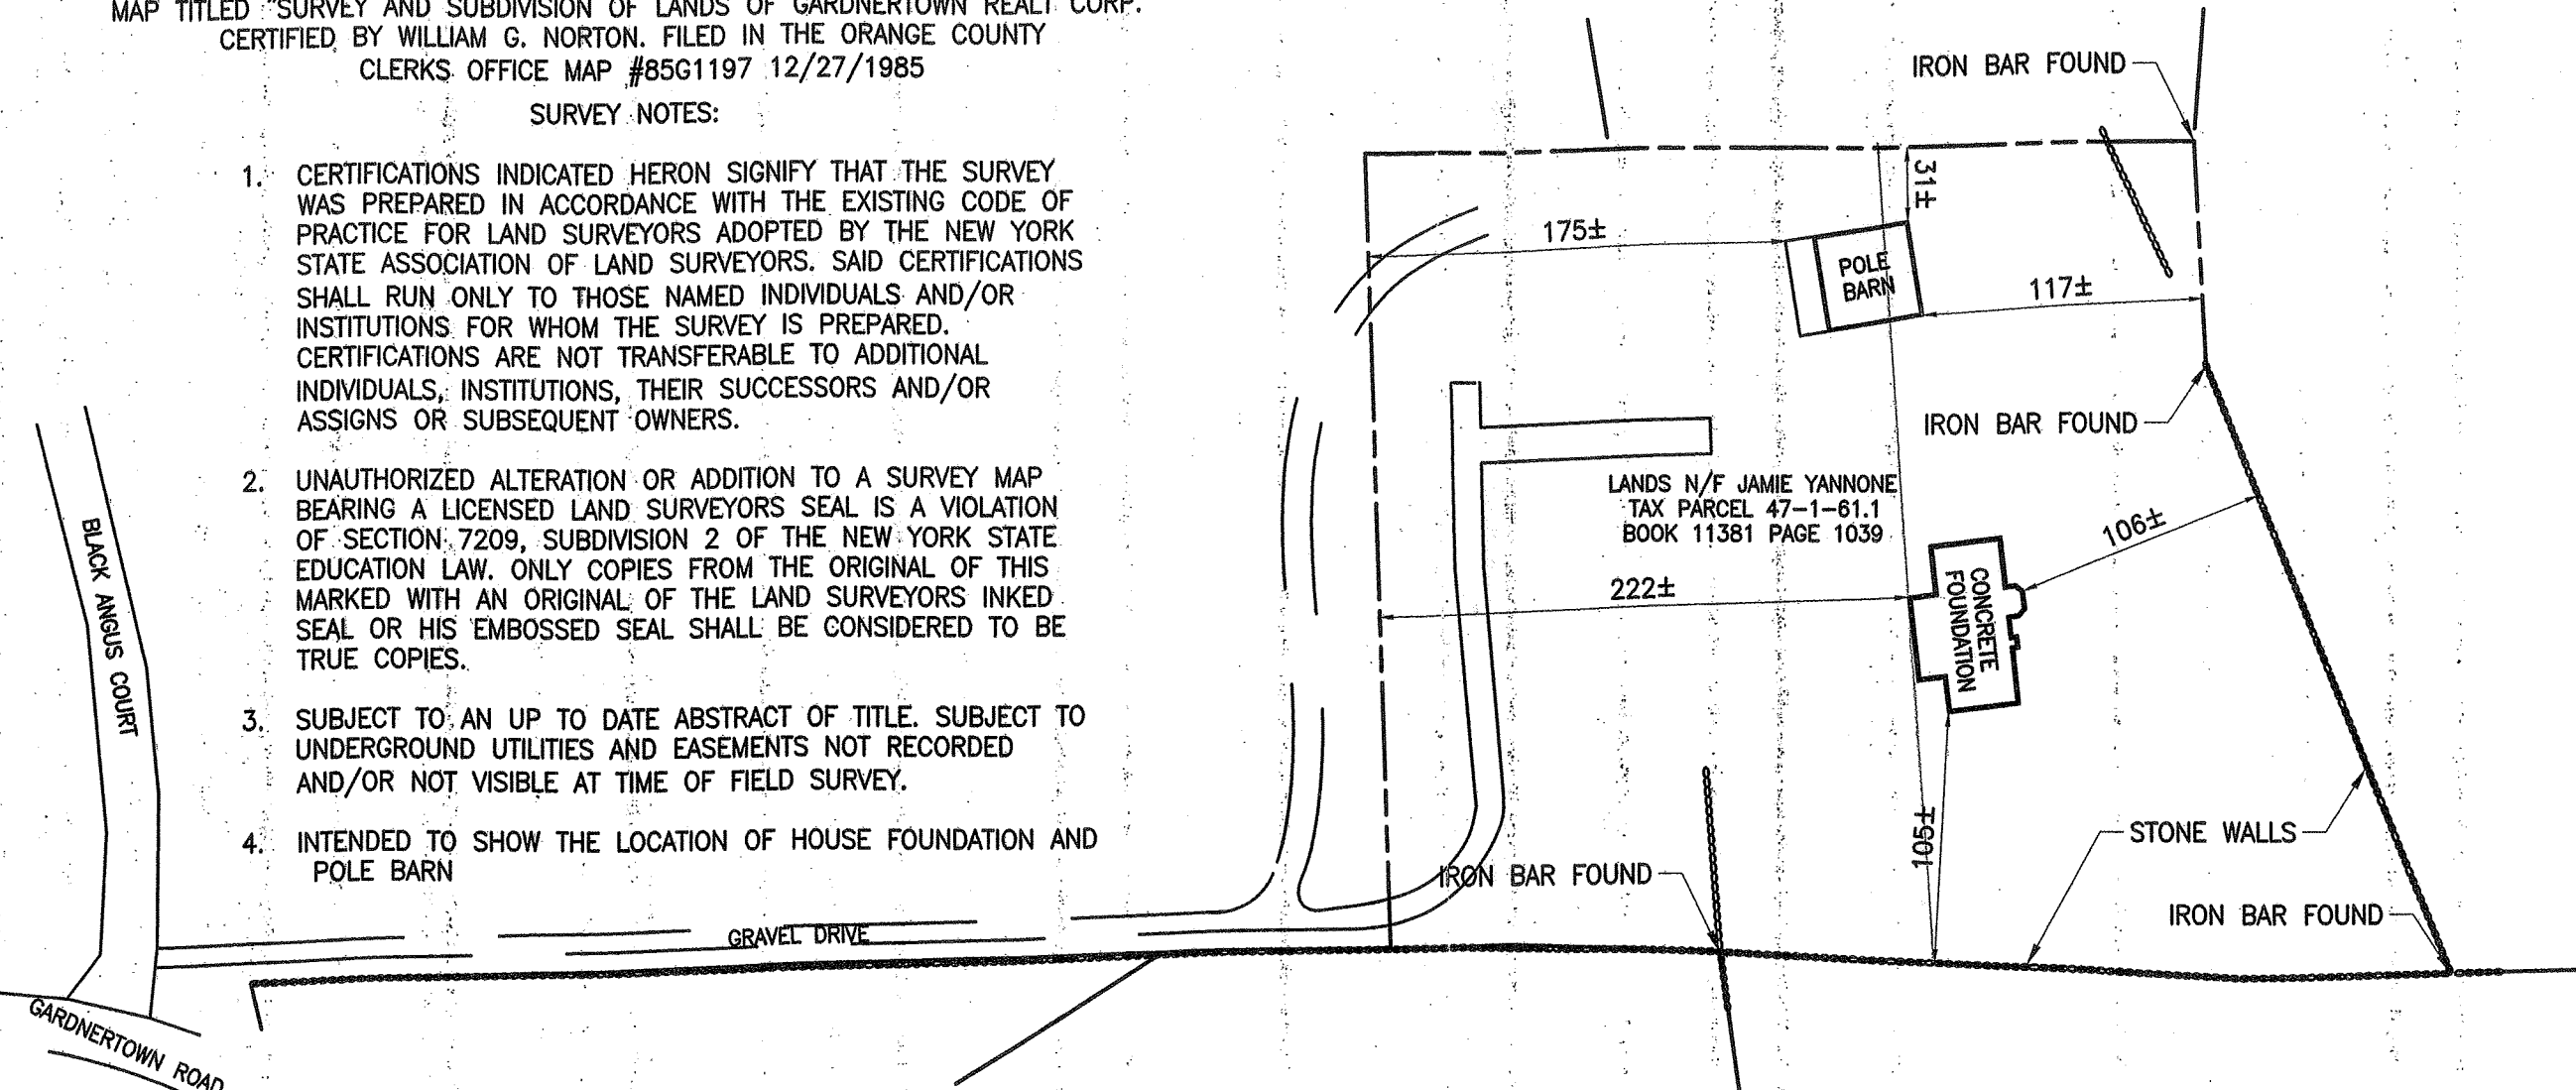 MAP TITLED "SURVEY AND SUBDIVISION OF LANDS OF GARDNERTOWN REALT CORP.
CERTIFIED BY WILLIAM G. NORTON. FILED IN THE ORANGE COUNTY
CLERKS OFFICE MAP #85G1197 12/27/1985
SURVEY NOTES:
1. CERTIFICATIONS INDICATED HERON SIGNIFY THAT THE SURVEY
WAS PREPARED IN ACCORDANCE WITH THE EXISTING CODE OF
PRACTICE FOR LAND SURVEYORS ADOPTED BY THE NEW YORK
STATE ASSOCIATION OF LAND SURVEYORS. SAID CERTIFICATIONS
SHALL RUN ONLY TO THOSE NAMED INDIVIDUALS AND/OR
INSTITUTIONS FOR WHOM THE SURVEY IS PREPARED.
CERTIFICATIONS ARE NOT TRANSFERABLE TO ADDITIONAL
INDIVIDUALS, INSTITUTIONS, THEIR SUCCESSORS AND/OR
ASSIGNS OR SUBSEQUENT OWNERS.
2. UNAUTHORIZED ALTERATION OR ADDITION TO A SURVEY MAP
BEARING A LICENSED LAND SURVEYORS SEAL IS A VIOLATION
OF SECTION 7209, SUBDIVISION 2 OF THE NEW YORK STATE
EDUCATION LAW. ONLY COPIES FROM THE ORIGINAL OF THIS
MARKED WITH AN ORIGINAL OF THE LAND SURVEYORS INKED
SEAL OR HIS EMBOSSED SEAL SHALL BE CONSIDERED TO BE
TRUE COPIES.
3. SUBJECT TO AN UP TO DATE ABSTRACT OF TITLE. SUBJECT TO
UNDERGROUND UTILITIES AND EASEMENTS NOT RECORDED
AND/OR NOT VISIBLE AT TIME OF FIELD SURVEY.
4. INTENDED TO SHOW THE LOCATION OF HOUSE FOUNDATION AND
POLE BARN
BLACK ANGUS COURT
GARDNERTOWN ROAD
GRAVEL DRIVE
IRON BAR FOUND
31±
175±
POLE
BARN
117±
IRON BAR FOUND
LANDS N/F JAMIE YANNONE
TAX PARCEL 47-1-61.1
BOOK 11381 PAGE 1039
106±
222±
CONCRETE
FOUNDATION
105±
STONE WALLS
IRON BAR FOUND
IRON BAR FOUND